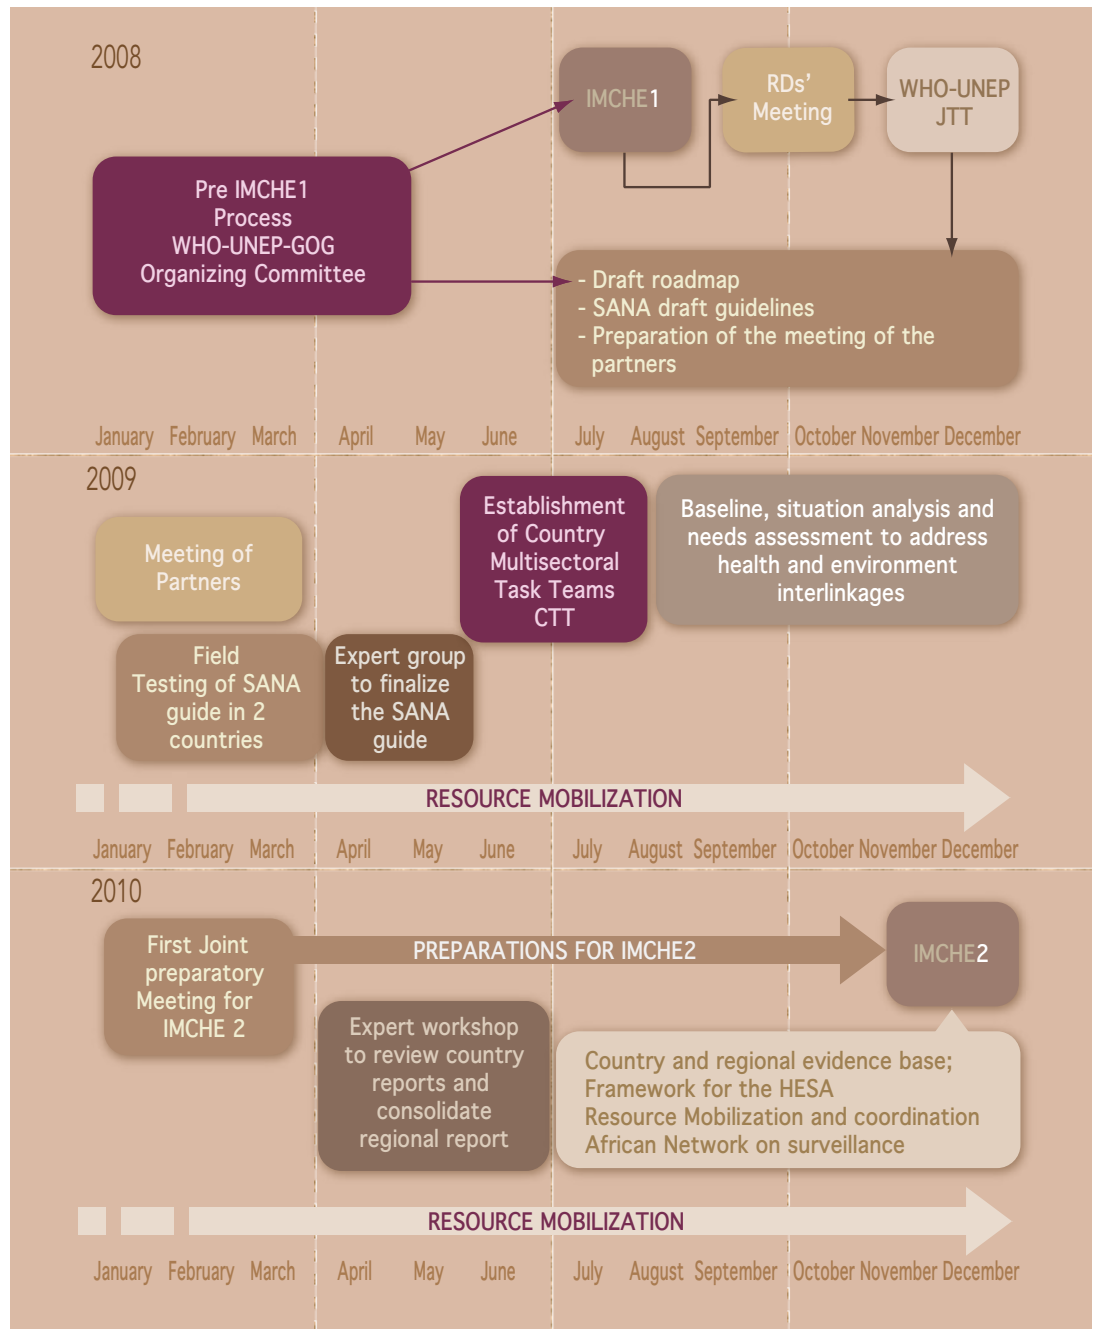 2008
IMCHE1
RDs’
Meeting
WHO-UNEP
JTT
Pre IMCHE1
Process
WHO-UNEP-GOG
Organizing Committee
- Draft roadmap
- SANA draft guidelines
- Preparation of the meeting of the
partners
January February March April May June July August September October November December
2009
Meeting of
Partners
Establishment
of Country
Multisectoral
Task Teams
CTT
Baseline, situation analysis and
needs assessment to address
health and environment
interlinkages
Field
Testing of SANA
guide in 2
countries
Expert group
to finalize
the SANA
guide
RESOURCE MOBILIZATION
January February March April May June July August September October November December
2010
First Joint
preparatory
Meeting for
IMCHE 2
PREPARATIONS FOR IMCHE2
IMCHE2
Expert workshop
to review country
reports and
consolidate
regional report
Country and regional evidence base;
Framework for the HESA
Resource Mobilization and coordination
African Network on surveillance
RESOURCE MOBILIZATION
January February March April May June July August September October November December